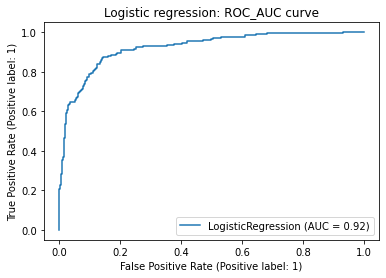 Logistic regression: ROC_AUC curve
True Positive Rate (Positive label: 1)
1.0
0.8
0.6
0.4
0.2
0.0
LogisticRegression (AUC = 0.92)
0.0 0.2 0.4 0.6 0.8 1.0
False Positive Rate (Positive label: 1)